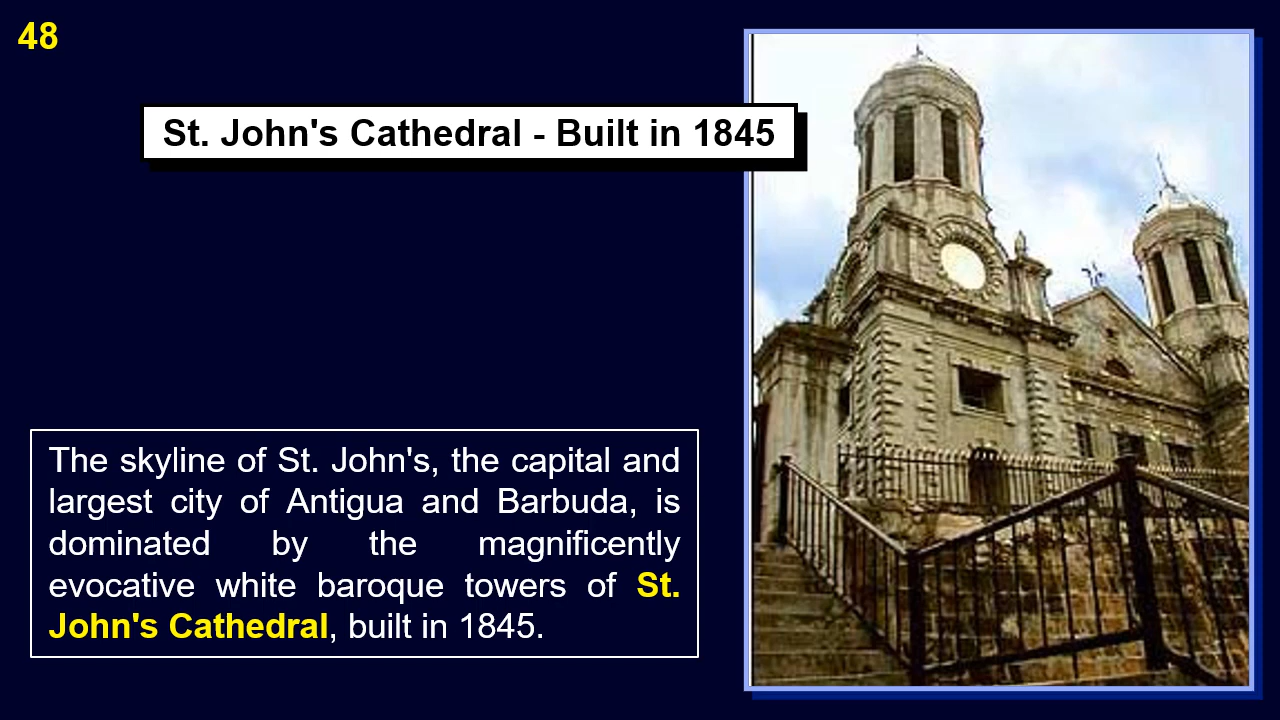 48
St. John's Cathedral - Built in 1845
The skyline of St. John's, the capital and
largest city of Antigua and Barbuda, is
dominated by the magnificently
evocative white baroque towers of St.
John's Cathedral, built in 1845.